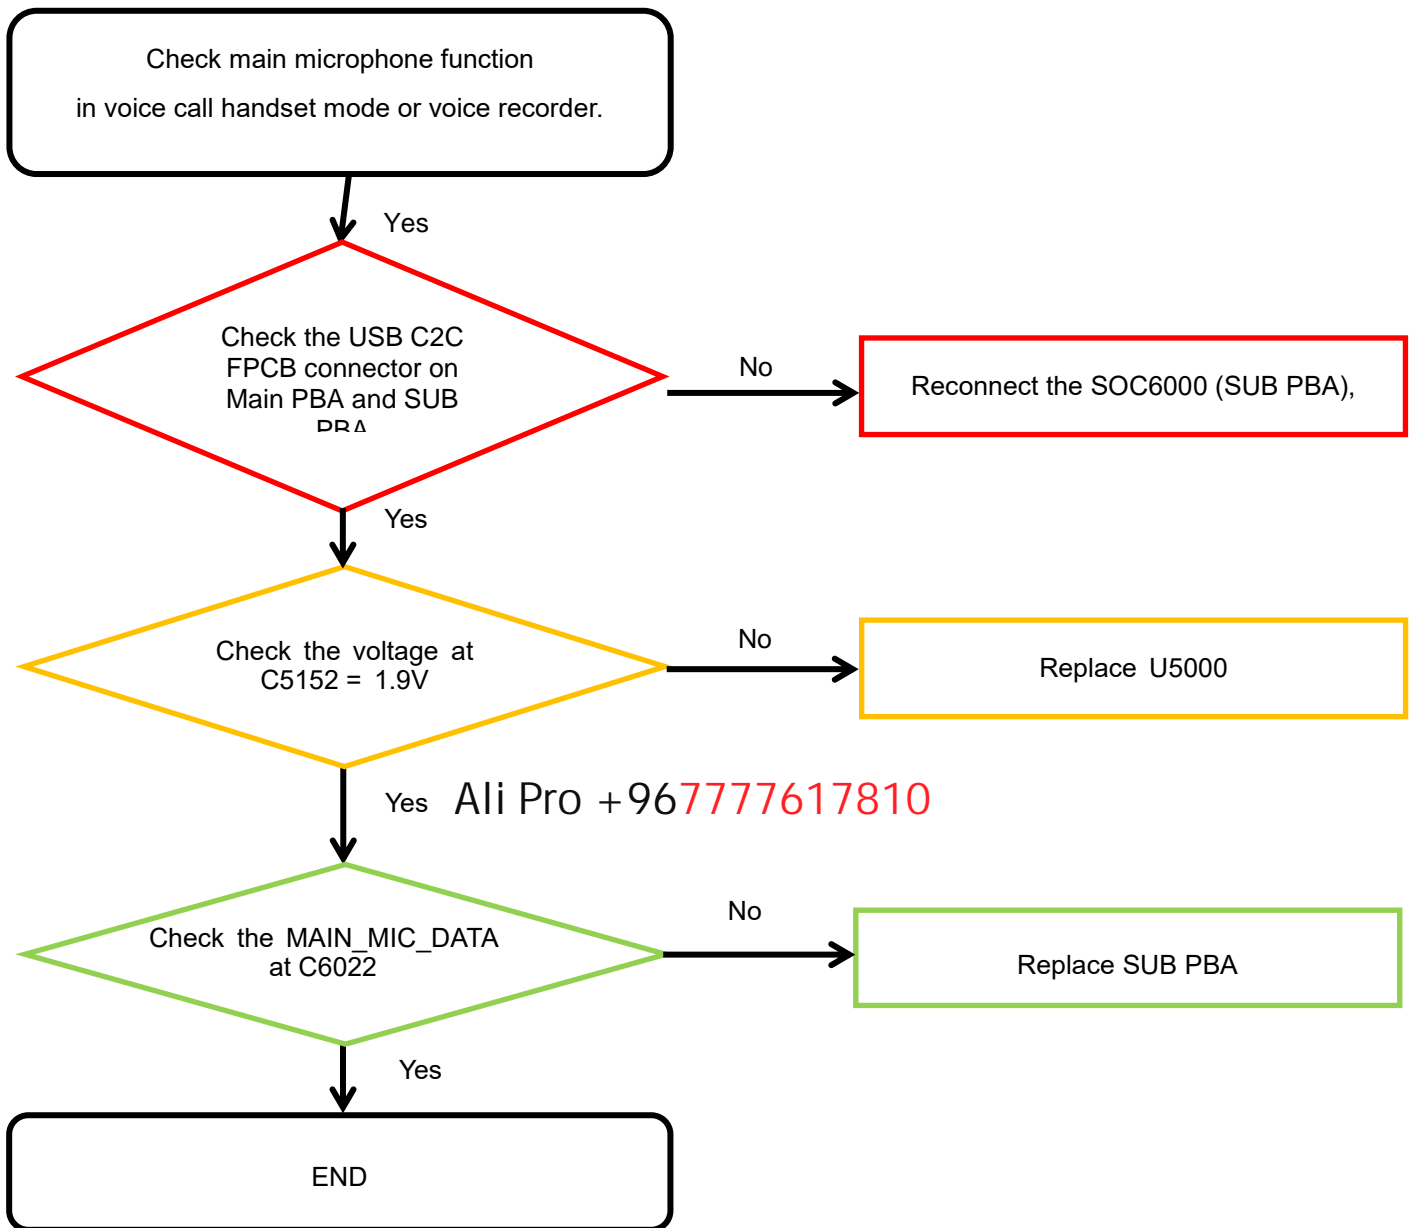 Check main microphone function
in voice call handset mode or voice recorder.
Yes
Check the USB C2C
FPCB connector on
Main PBA and SUB
PBA
No
Reconnect the SOC6000 (SUB PBA),
Yes
Check the voltage at
C5152 = 1.9V
No
Replace U5000
Yes
Ali Pro +967777617810
Check the MAIN_MIC_DATA
at C6022
No
Replace SUB PBA
Yes
END